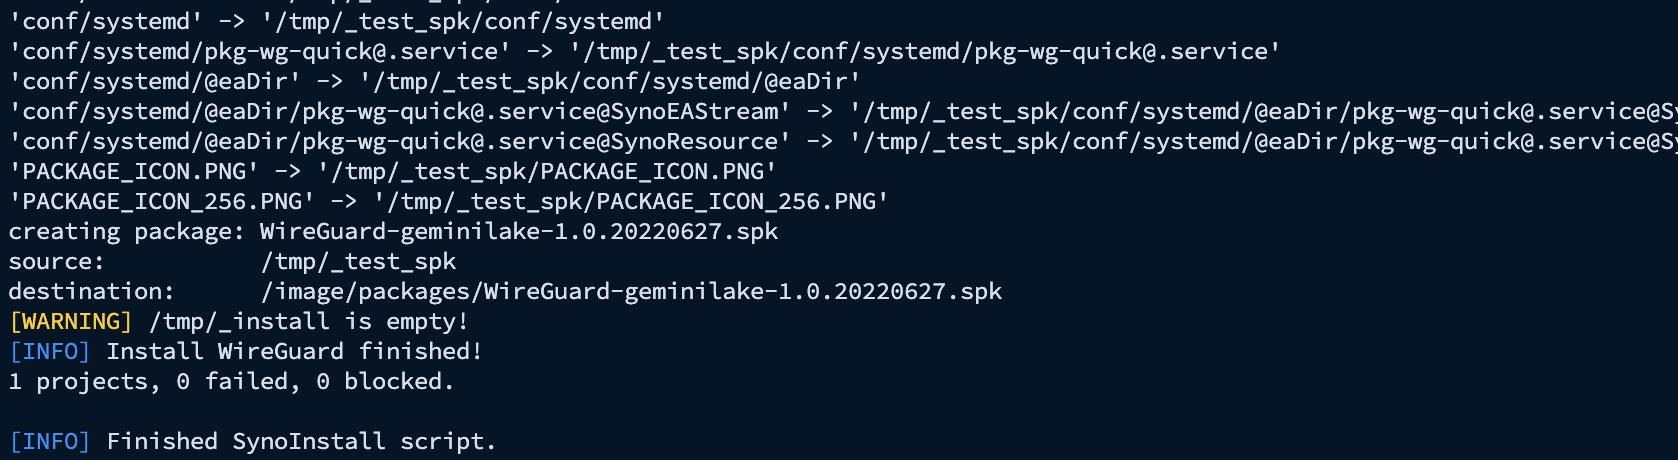 'conf/systemd' -> '/tmp/_test_spk/conf/systemd'
'conf/systemd/pkg-wg-quick@.service' -> '/tmp/_test_spk/conf/systemd/pkg-wg-quick@.service'
'conf/systemd/@eaDir' -> '/tmp/_test_spk/conf/systemd/@eaDir'
'conf/systemd/@eaDir/pkg-wg-quick@.service@SynoEAStream' -> '/tmp/_test_spk/conf/systemd/@eaDir/pkg-wg-quick@.service@Sy
'conf/systemd/@eaDir/pkg-wg-quick@.service@SynoResource' -> '/tmp/_test_spk/conf/systemd/@eaDir/pkg-wg-quick@.service@Sy
'PACKAGE_ICON.PNG' -> '/tmp/_test_spk/PACKAGE_ICON.PNG'
'PACKAGE_ICON_256.PNG' -> '/tmp/_test_spk/PACKAGE_ICON_256.PNG'
creating package: WireGuard-geminilake-1.0.20220627.spk
source:           /tmp/_test_spk
destination:      /image/packages/WireGuard-geminilake-1.0.20220627.spk
[WARNING] /tmp/_install is empty!
[INFO] Install WireGuard finished!
1 projects, 0 failed, 0 blocked.
[INFO] Finished SynoInstall script.